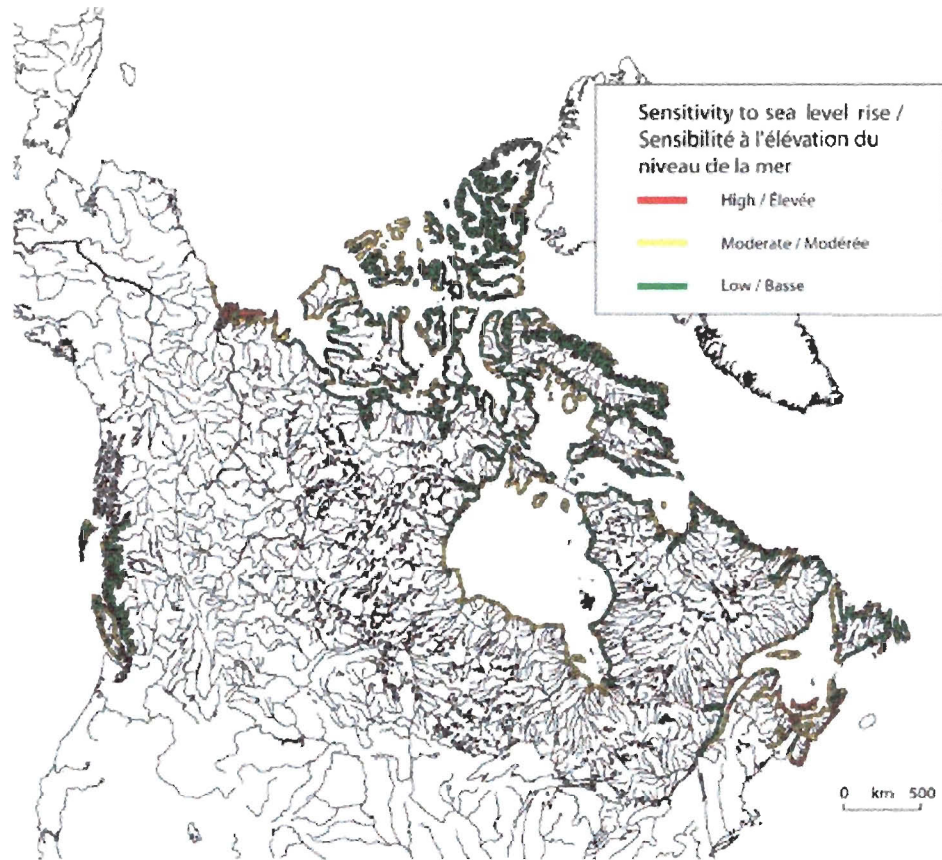 Sensitivity to sea level rise /
Sensibilité à l'élévation du
niveau de la mer
High / Élevée
Moderate / Modérée
Low / Basse
0 km 500